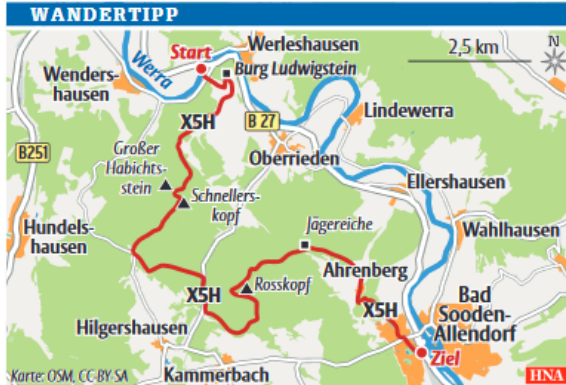 WANDERTIPP
2,5 km
N
Start
Werleshausen
Werra
Burg Ludwigstein
Wenders-
hausen
X5H
B 27
Lindewerra
B251
Großer
Habichts-
stein
Oberrieden
Schnellers-
kopf
Ellershausen
Hundels-
hausen
Jägereiche
Wahlhausen
Ahrenberg
Rosskopf
X5H
X5H
Bad
Sooden-
Allendorf
Hilgershausen
Ziel
Kammerbach
Karte: OSM, CC-BY-SA
HNA